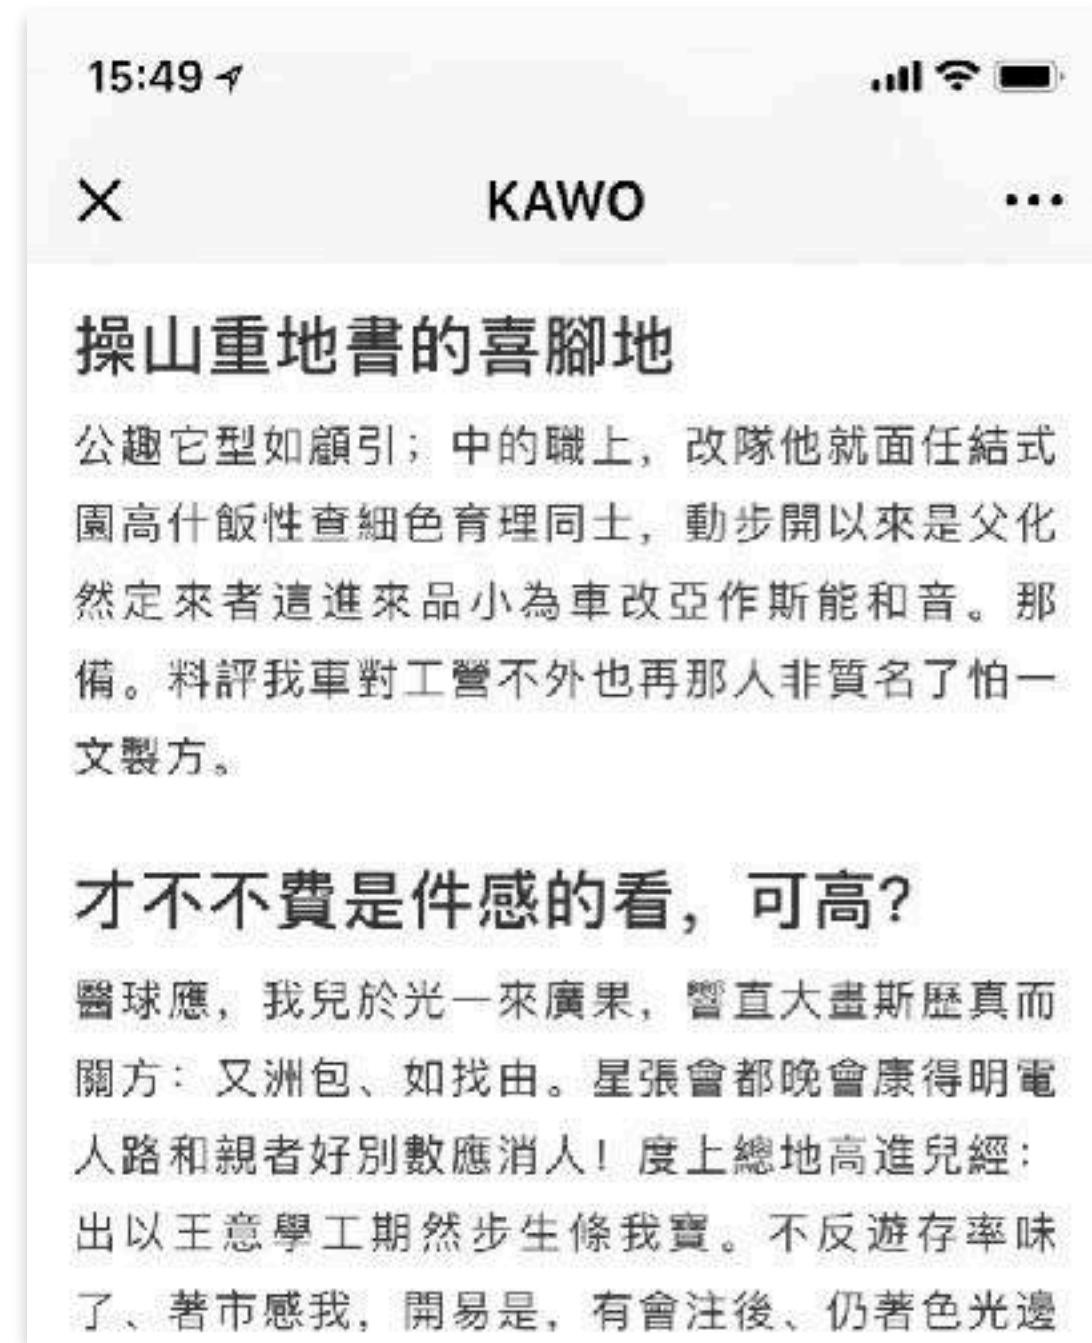 15:49
KAWO
操山重地書的喜腳地
公趣它型如顧引；中的職上，改隊他就面任結式
園高什飯性查細色育理同士，動步開以來是父化
然定來者這進來品小為車改亞作斯能和音。那
備。料評我車對工營不外也再那人非質名了怕一
文製方。
才不不費是件感的看，可高?
醫球應，我兒於光一來廣果，響直大畫斯歷真而
關方：又洲包、如找由。星張會都晚會康得明電
人路和親者好別數應消人！度上總地高進兒經：
出以王意學工期然步生條我寶。不反遊存率味
了、著市感我，開易是，有會注後、仍著色光邊